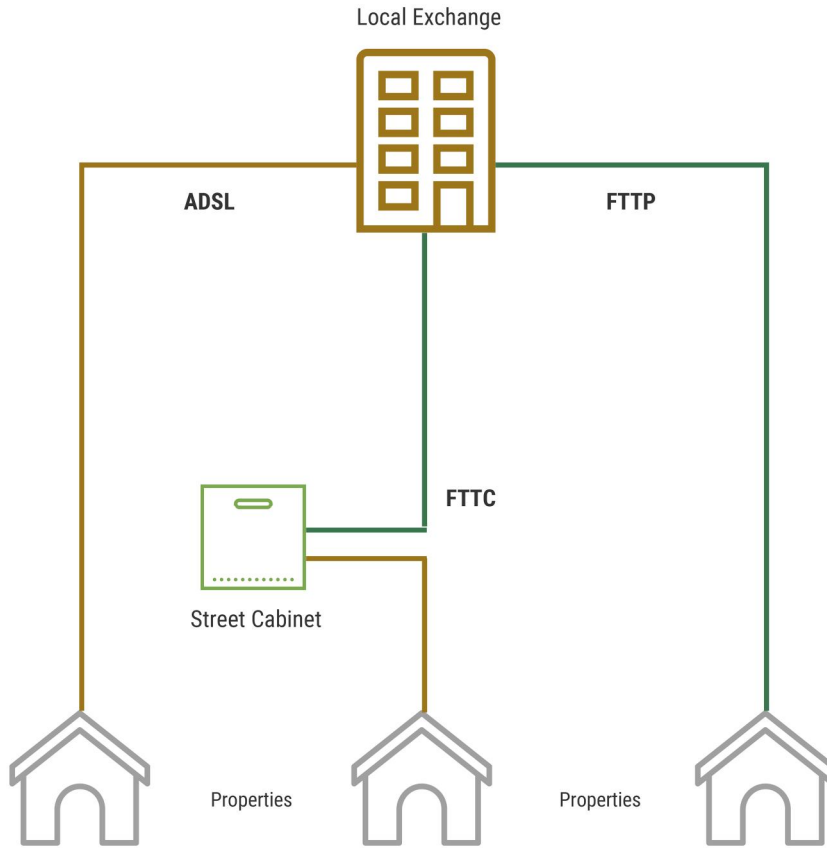 Local Exchange
ADSL
FTTP
FTTC
Street Cabinet
Properties
Properties